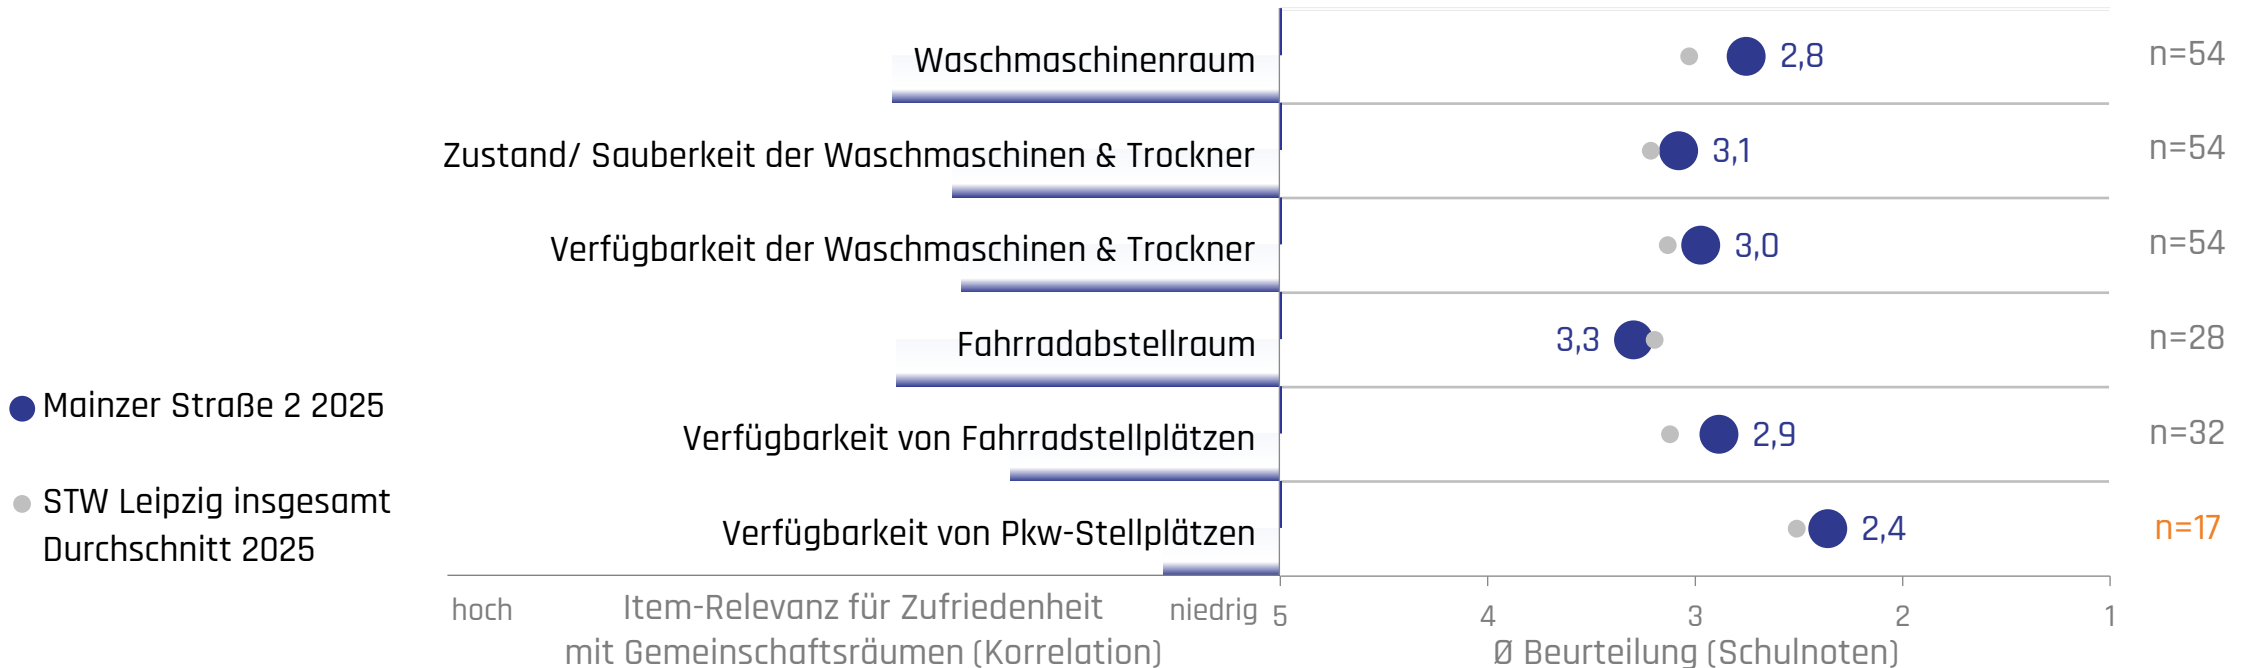 Waschmaschinenraum 2,8 n=54
Zustand/ Sauberkeit der Waschmaschinen & Trockner 3,1 n=54
Verfügbarkeit der Waschmaschinen & Trockner 3,0 n=54
Fahrradabstellraum 3,3 n=28
Verfügbarkeit von Fahrradstellplätzen 2,9 n=32
Verfügbarkeit von Pkw-Stellplätzen 2,4 n=17
Mainzer Straße 2 2025
STW Leipzig insgesamt
Durchschnitt 2025
hoch Item-Relevanz für Zufriedenheit niedrig
mit Gemeinschaftsräumen (Korrelation)
5 4 3 2 1
Ø Beurteilung (Schulnoten)